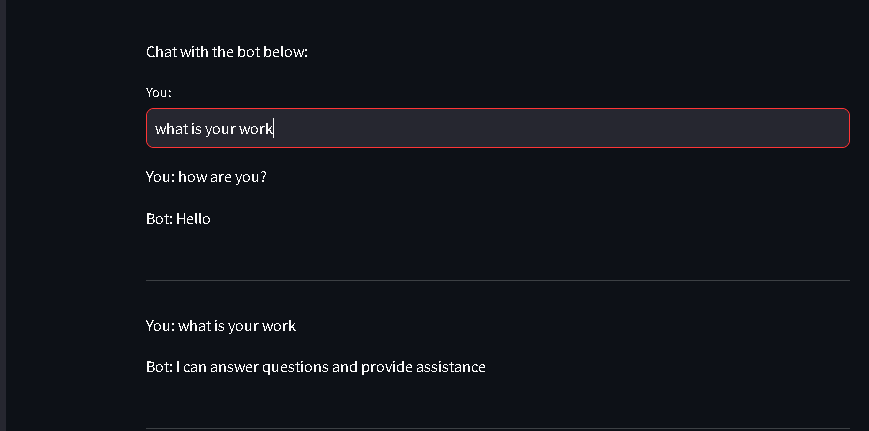 Chat with the bot below:
You:
what is your work
You: how are you?
Bot: Hello
You: what is your work
Bot: I can answer questions and provide assistance